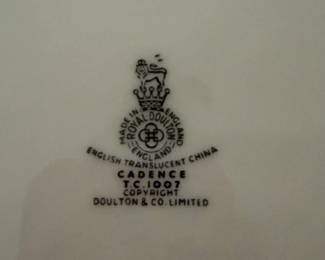 MADE IN ENGLAND
ROYAL DOULTON
ENGLAND
ENGLISH TRANSLUCENT CHINA
CADENCE
T.C.1007
COPYRIGHT
DOULTON & CO. LIMITED